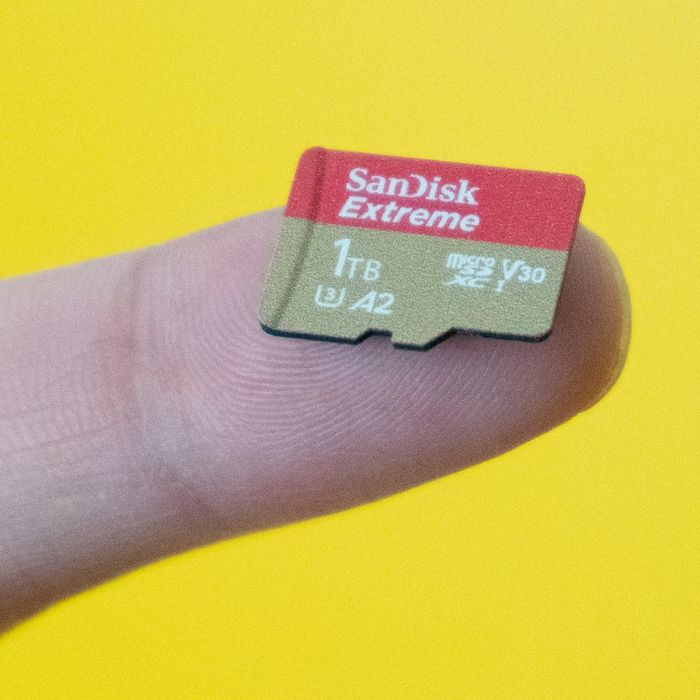 SanDisk
Extreme
1TB
micro
SD
XC I V30
U3 A2